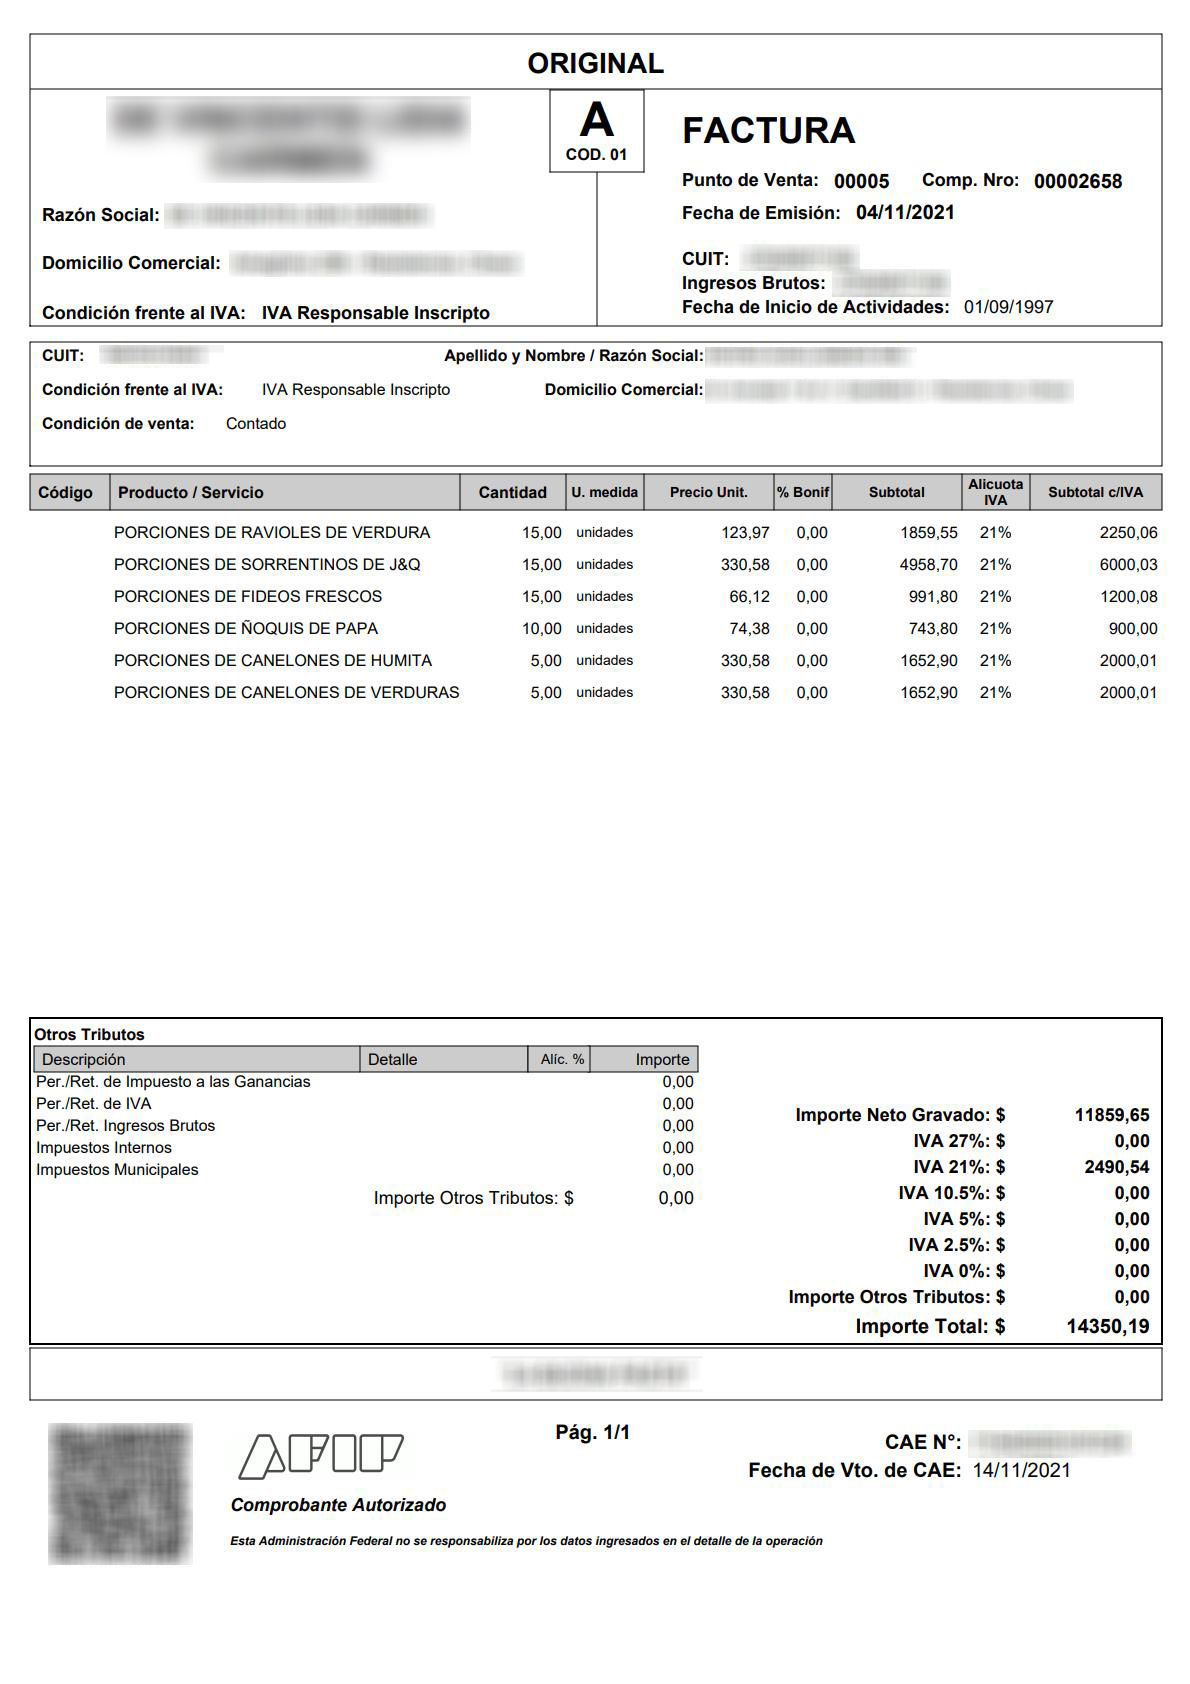 ORIGINAL
A
COD. 01
FACTURA
Punto de Venta: 00005 Comp. Nro: 00002658
Fecha de Emisión: 04/11/2021
Razón Social:
Domicilio Comercial:
Condición frente al IVA: IVA Responsable Inscripto
CUIT:
Ingresos Brutos:
Fecha de Inicio de Actividades: 01/09/1997
CUIT: Apellido y Nombre / Razón Social:
Condición frente al IVA: IVA Responsable Inscripto Domicilio Comercial:
Condición de venta: Contado
Código Producto / Servicio Cantidad U. medida Precio Unit. % Bonif Subtotal Alicuota IVA Subtotal c/IVA
PORCIONES DE RAVIOLES DE VERDURA 15,00 unidades 123,97 0,00 1859,55 21% 2250,06
PORCIONES DE SORRENTINOS DE J&Q 15,00 unidades 330,58 0,00 4958,70 21% 6000,03
PORCIONES DE FIDEOS FRESCOS 15,00 unidades 66,12 0,00 991,80 21% 1200,08
PORCIONES DE ÑOQUIS DE PAPA 10,00 unidades 74,38 0,00 743,80 21% 900,00
PORCIONES DE CANELONES DE HUMITA 5,00 unidades 330,58 0,00 1652,90 21% 2000,01
PORCIONES DE CANELONES DE VERDURAS 5,00 unidades 330,58 0,00 1652,90 21% 2000,01
Otros Tributos
Descripción Detalle Alíc. % Importe
Per./Ret. de Impuesto a las Ganancias 0,00
Per./Ret. de IVA 0,00
Per./Ret. Ingresos Brutos 0,00
Impuestos Internos 0,00
Impuestos Municipales 0,00
Importe Otros Tributos: $ 0,00
Importe Neto Gravado: $ 11859,65
IVA 27%: $ 0,00
IVA 21%: $ 2490,54
IVA 10.5%: $ 0,00
IVA 5%: $ 0,00
IVA 2.5%: $ 0,00
IVA 0%: $ 0,00
Importe Otros Tributos: $ 0,00
Importe Total: $ 14350,19
AFIP
Comprobante Autorizado
Esta Administración Federal no se responsabiliza por los datos ingresados en el detalle de la operación
Pág. 1/1
CAE N°:
Fecha de Vto. de CAE: 14/11/2021